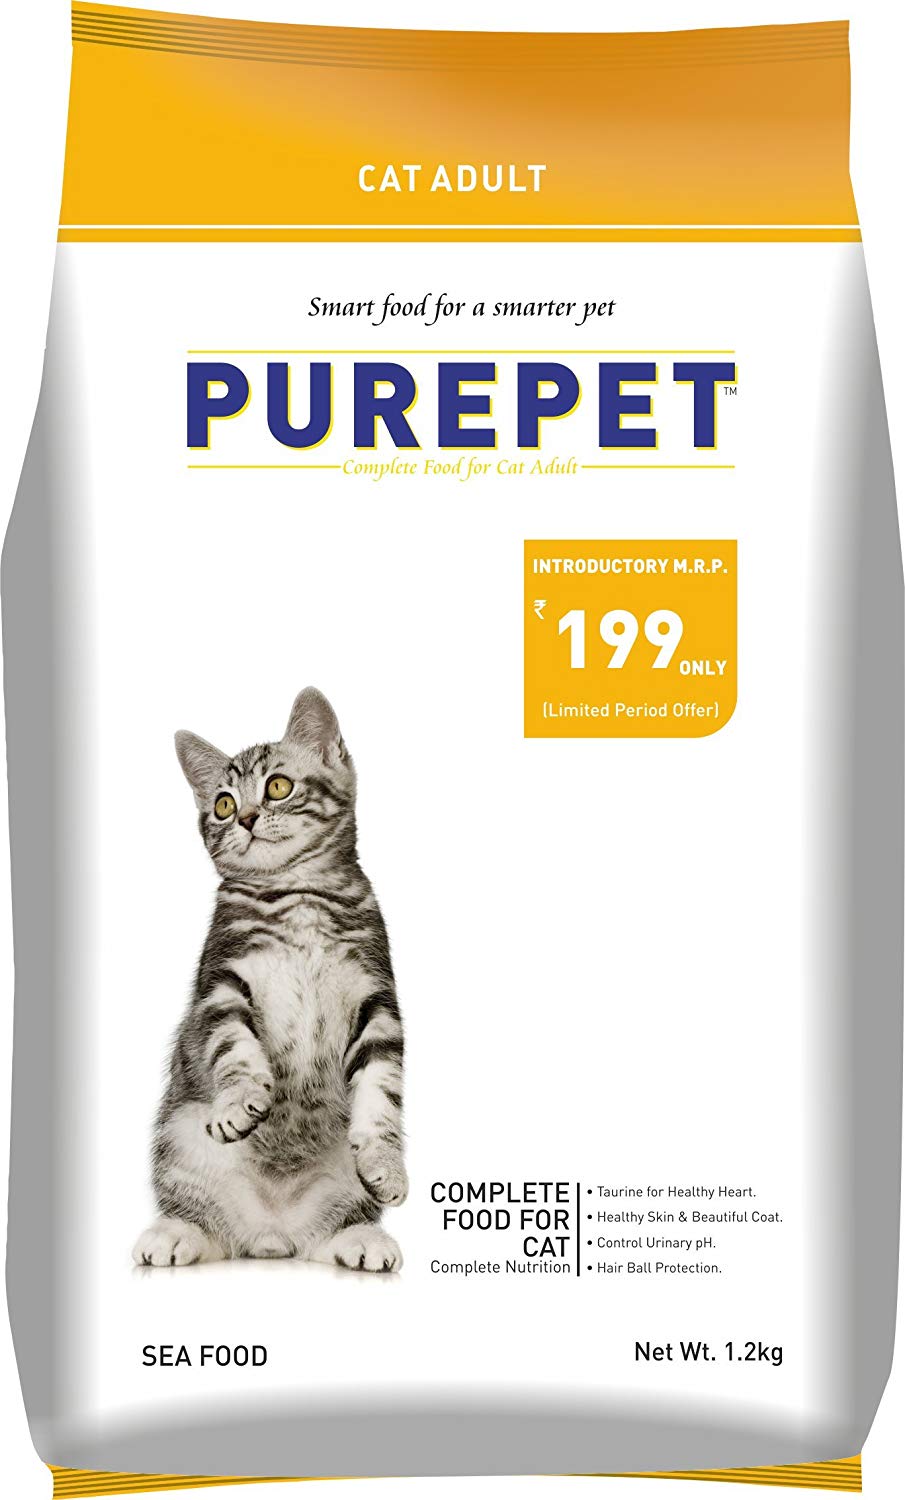 CAT ADULT
Smart food for a smarter pet
PUREPET™
Complete Food for Cat Adult
INTRODUCTORY M.R.P.
₹ 199 ONLY
(Limited Period Offer)
COMPLETE
FOOD FOR
CAT
Complete Nutrition
• Taurine for Healthy Heart.
• Healthy Skin & Beautiful Coat.
• Control Urinary pH.
• Hair Ball Protection.
SEA FOOD
Net Wt. 1.2kg